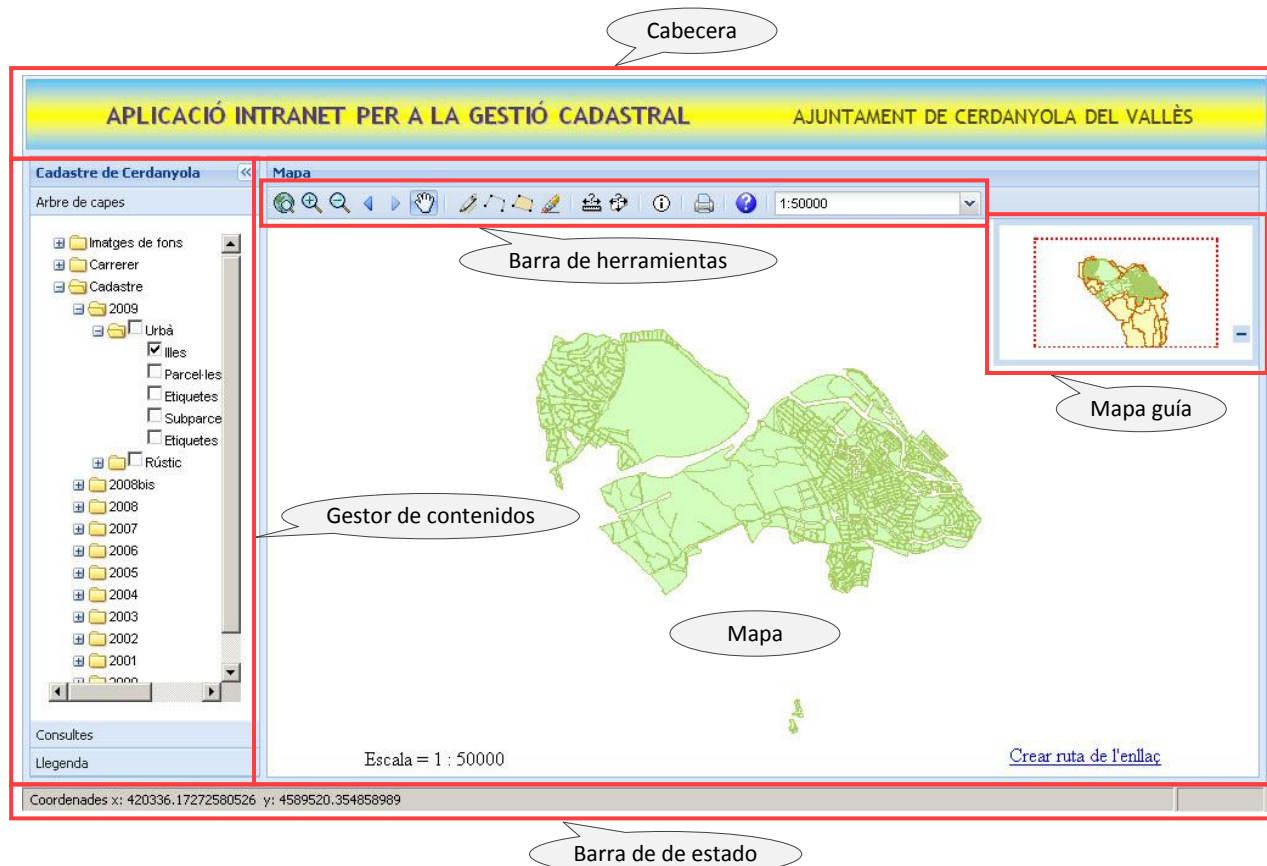 Cabecera
APLICACIÓ INTRANET PER A LA GESTIÓ CADASTRAL
AJUNTAMENT DE CERDANYOLA DEL VALLÈS
Cadastre de Cerdanyola
Mapa
Arbre de capes
1:50000
Barra de herramientas
Imatges de fons
Carrerer
Cadastre
2009
Urbà
Illes
Parcel·les
Etiquetes
Subparce
Etiquetes
Rústic
2008bis
2008
2007
2006
2005
2004
2003
2002
2001
2000
Mapa guía
Gestor de contenidos
Mapa
Consultes
Llegenda
Escala = 1 : 50000
Crear ruta de l'enllaç
Coordenades x: 420336.17272580526 y: 4589520.354858989
Barra de de estado